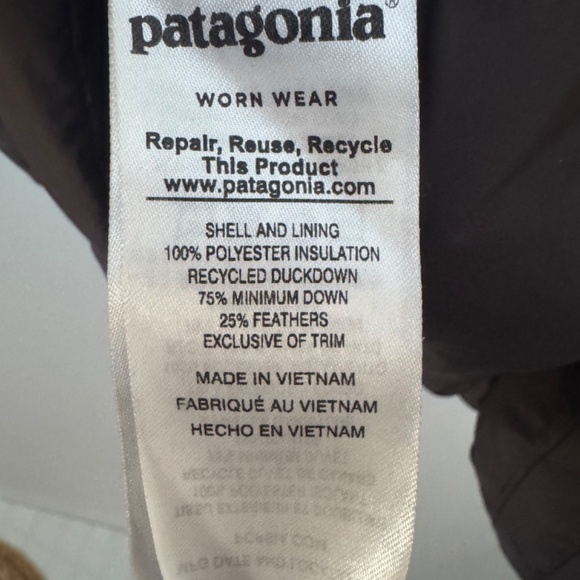 patagonia®
WORN WEAR
Repair, Reuse, Recycle
This Product
www.patagonia.com
SHELL AND LINING
100% POLYESTER INSULATION
RECYCLED DUCKDOWN
75% MINIMUM DOWN
25% FEATHERS
EXCLUSIVE OF TRIM
MADE IN VIETNAM
FABRIQUÉ AU VIETNAM
HECHO EN VIETNAM